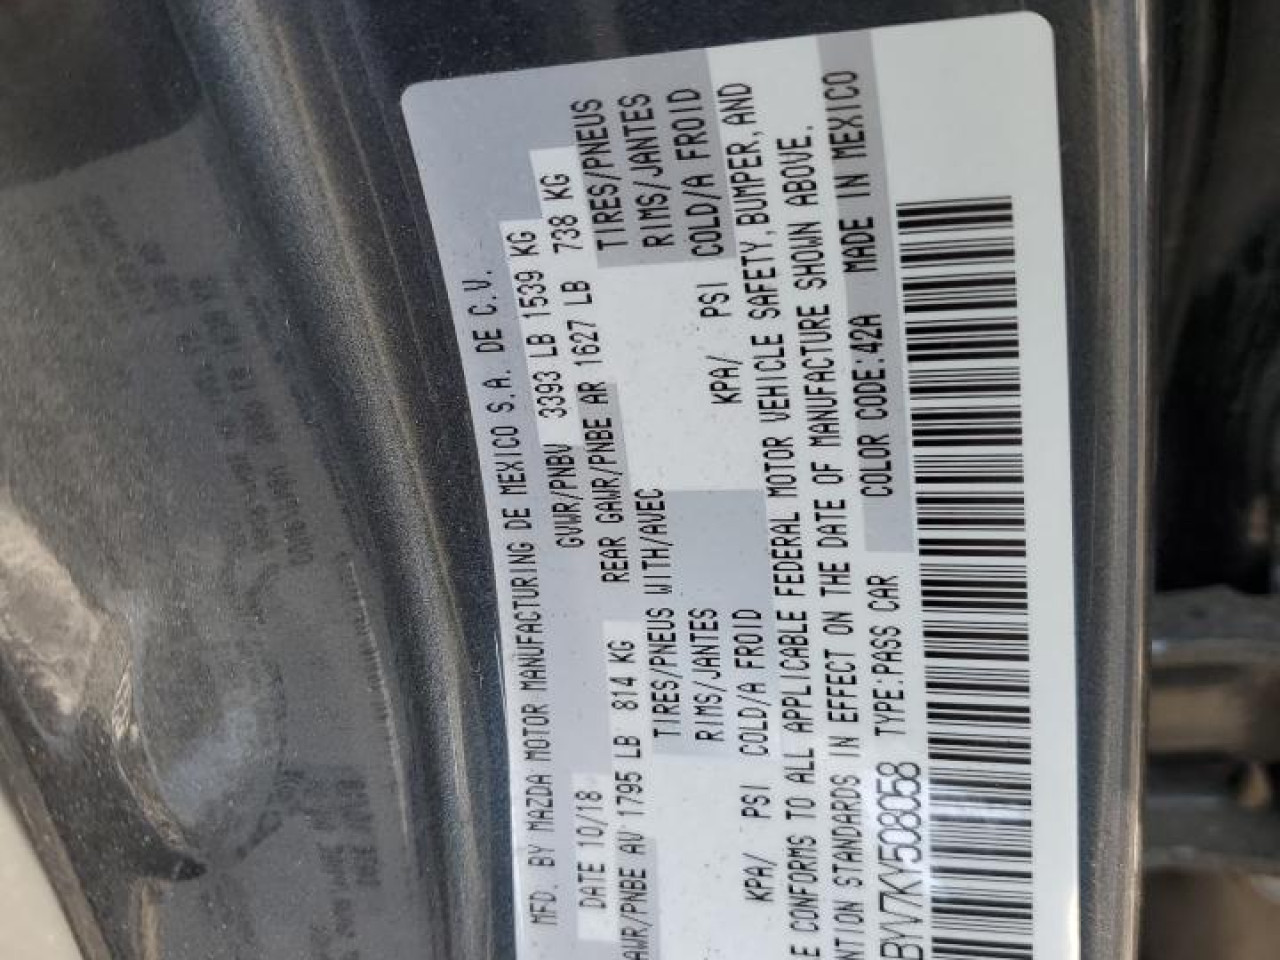 MFD. BY MAZDA MOTOR MANUFACTURING DE MEXICO S.A. DE C.V.
DATE 10/18 GVWR/PNBV 3393 LB 1539 KG
AWR/PNBE AV 1795 LB 814 KG REAR GAWR/PNBE AR 1627 LB 738 KG
TIRES/PNEUS WITH/AVEC TIRES/PNEUS
RIMS/JANTES RIMS/JANTES
KPA/ PSI COLD/A FROID KPA/ PSI COLD/A FROID
E CONFORMS TO ALL APPLICABLE FEDERAL MOTOR VEHICLE SAFETY, BUMPER, AND
NTION STANDARDS IN EFFECT ON THE DATE OF MANUFACTURE SHOWN ABOVE.
BYV7KY508058 TYPE:PASS CAR COLOR CODE:42A MADE IN MEXICO